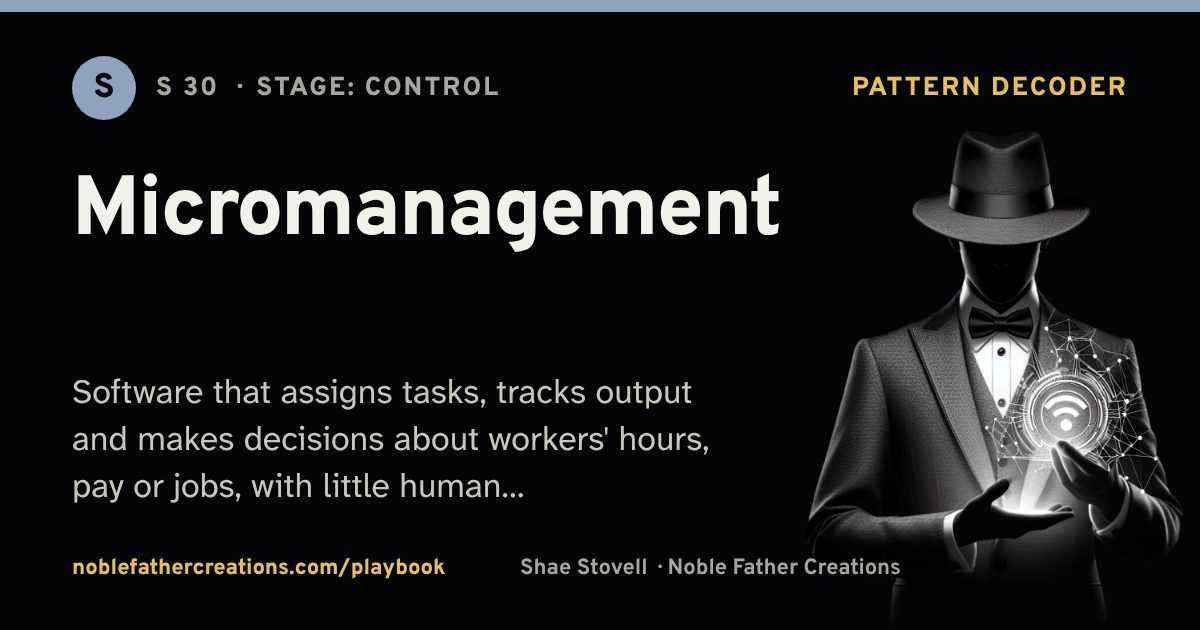 S S 30 · STAGE: CONTROL PATTERN DECODER
Micromanagement
Software that assigns tasks, tracks output
and makes decisions about workers' hours,
pay or jobs, with little human...
noblefathercreations.com/playbook Shae Stovell · Noble Father Creations